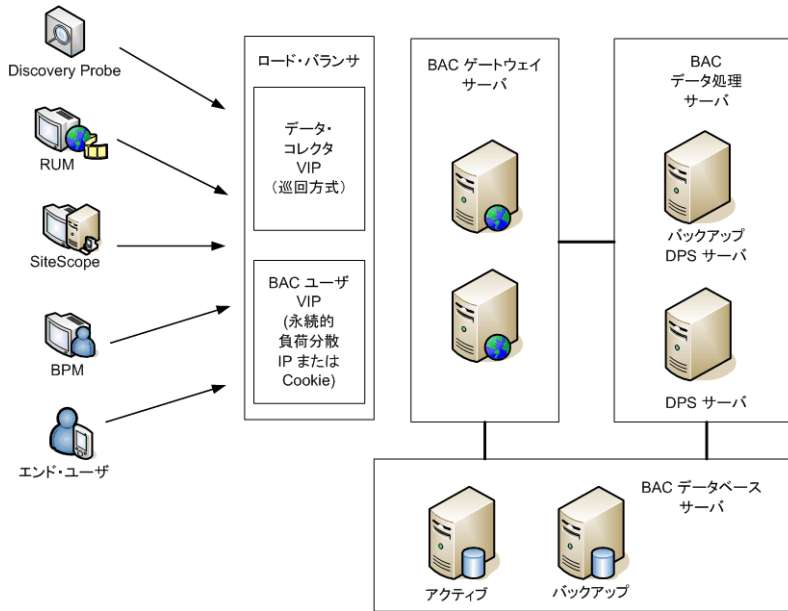 Discovery Probe
RUM
SiteScope
BPM
エンド・ユーザ
ロード・バランサ
データ・
コレクタ
VIP
(巡回方式)
BAC ユーザ
VIP
(永続的
負荷分散
IP または
Cookie)
BAC ゲートウェイ
サーバ
BAC
データ処理
サーバ
バックアップ
DPS サーバ
DPS サーバ
BAC データベース
サーバ
アクティブ
バックアップ